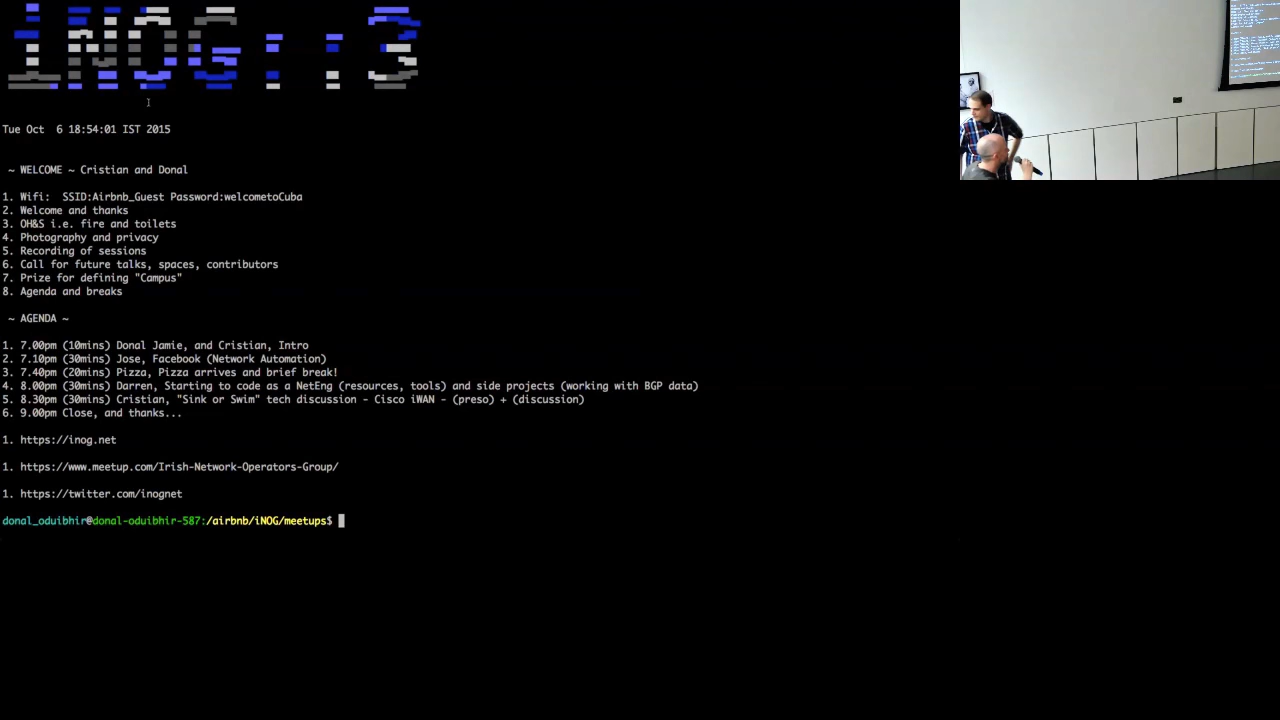 iNOG::3
Tue Oct  6 18:54:01 IST 2015
~ WELCOME ~ Cristian and Donal
1. Wifi:  SSID:Airbnb_Guest Password:welcometoCuba
2. Welcome and thanks
3. OH&S i.e. fire and toilets
4. Photography and privacy
5. Recording of sessions
6. Call for future talks, spaces, contributors
7. Prize for defining "Campus"
8. Agenda and breaks
~ AGENDA ~
1. 7.00pm (10mins) Donal Jamie, and Cristian, Intro
2. 7.10pm (30mins) Jose, Facebook (Network Automation)
3. 7.40pm (20mins) Pizza, Pizza arrives and brief break!
4. 8.00pm (30mins) Darren, Starting to code as a NetEng (resources, tools) and side projects (working with BGP data)
5. 8.30pm (30mins) Cristian, "Sink or Swim" tech discussion - Cisco iWAN - (preso) + (discussion)
6. 9.00pm Close, and thanks...
1. https://inog.net
1. https://www.meetup.com/Irish-Network-Operators-Group/
1. https://twitter.com/inognet
donal_oduibhir@donal-oduibhir-587:/airbnb/iNOG/meetups$